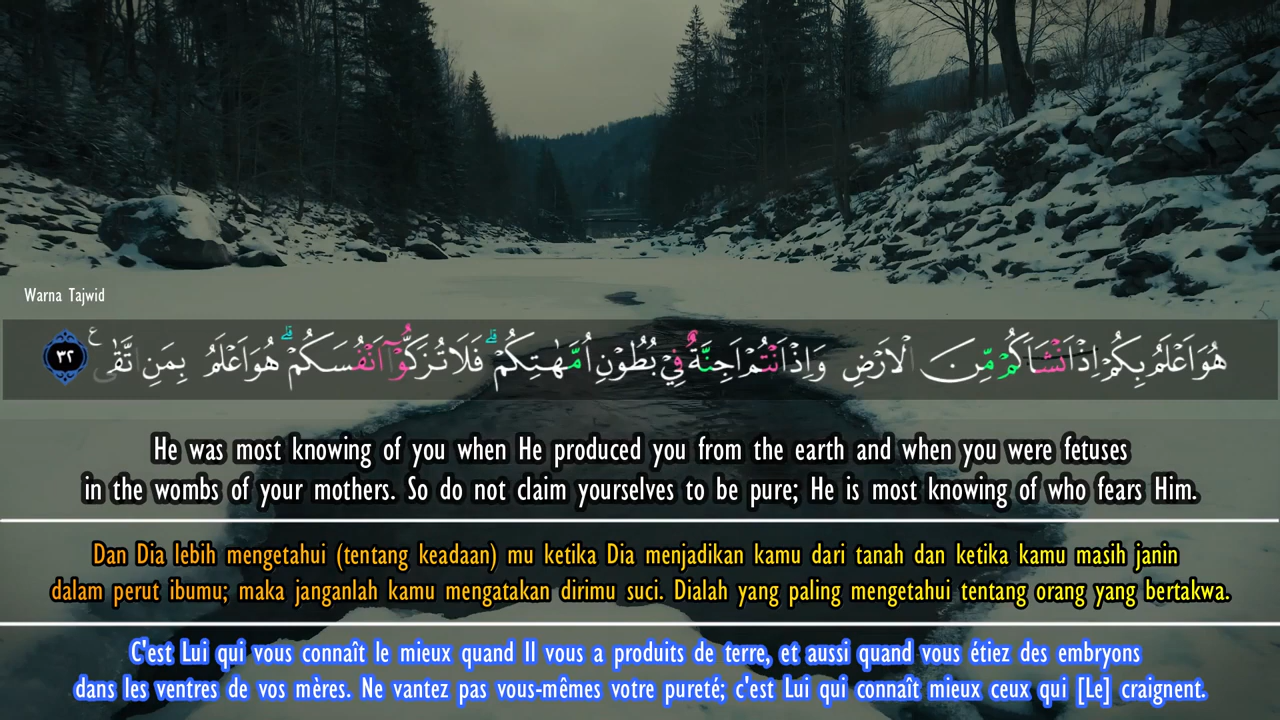 Warna Tajwid
هُوَ اَعْلَمُ بِكُمْ اِذْ اَنْشَاَكُمْ مِّنَ الْاَرْضِ وَاِذْ اَنْتُمْ اَجِنَّةٌ فِيْ بُطُوْنِ اُمَّهٰتِكُمْۗ فَلَا تُزَكُّوْٓا اَنْفُسَكُمْۗ هُوَ اَعْلَمُ بِمَنِ اتَّقٰى ࣖ ٣٢
He was most knowing of you when He produced you from the earth and when you were fetuses
in the wombs of your mothers. So do not claim yourselves to be pure; He is most knowing of who fears Him.
Dan Dia lebih mengetahui (tentang keadaan) mu ketika Dia menjadikan kamu dari tanah dan ketika kamu masih janin
dalam perut ibumu; maka janganlah kamu mengatakan dirimu suci. Dialah yang paling mengetahui tentang orang yang bertakwa.
C'est Lui qui vous connaît le mieux quand Il vous a produits de terre, et aussi quand vous étiez des embryons
dans les ventres de vos mères. Ne vantez pas vous-mêmes votre pureté; c'est Lui qui connaît mieux ceux qui [Le] craignent.